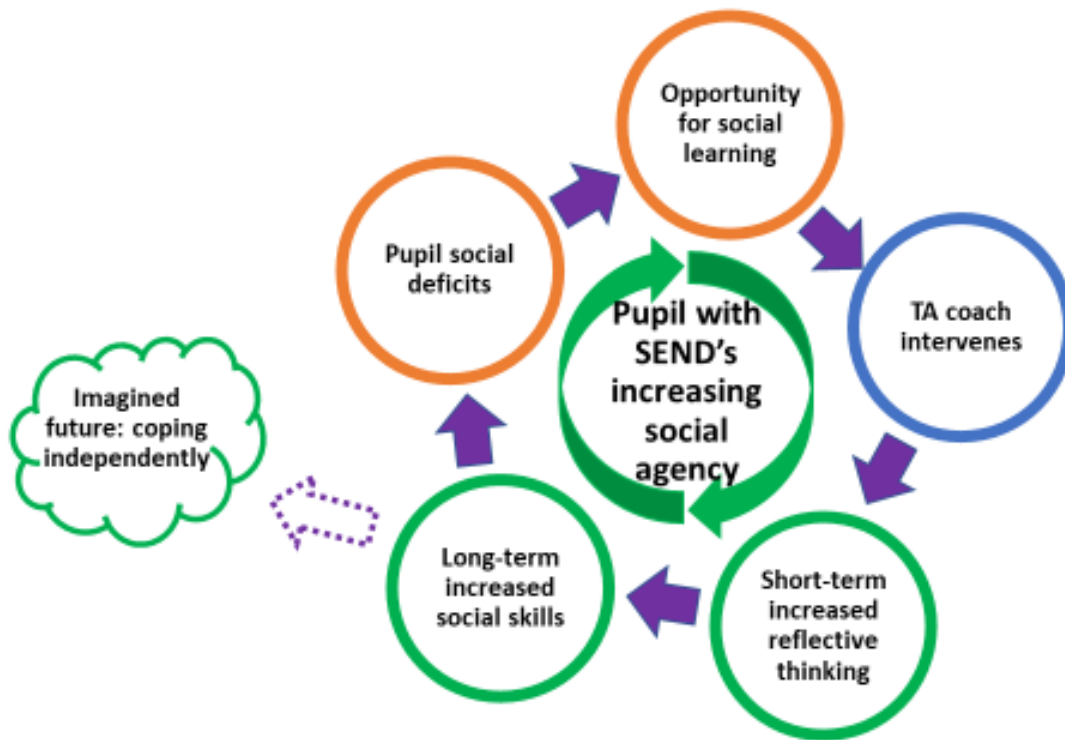 Opportunity
for social
learning
Pupil social
deficits
TA coach
intervenes
Pupil with
SEND's
increasing
social
agency
Imagined
future: coping
independently
Long-term
increased
social skills
Short-term
increased
reflective
thinking